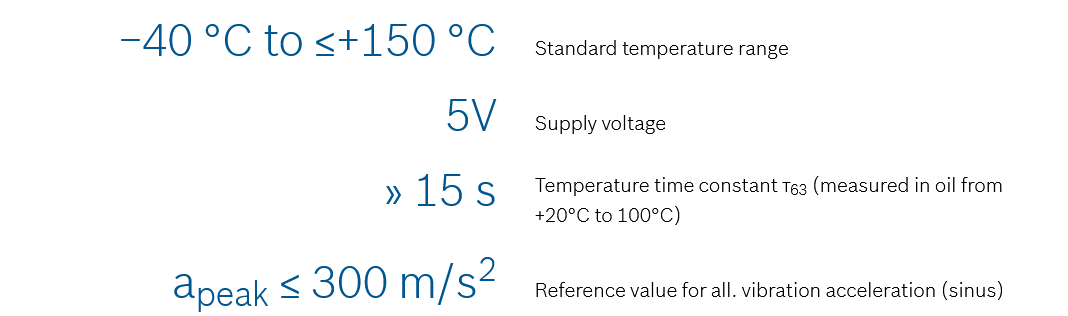 −40 °C to ≤+150 °C Standard temperature range
5V Supply voltage
» 15 s Temperature time constant τ63 (measured in oil from
+20°C to 100°C)
apeak ≤ 300 m/s² Reference value for all. vibration acceleration (sinus)